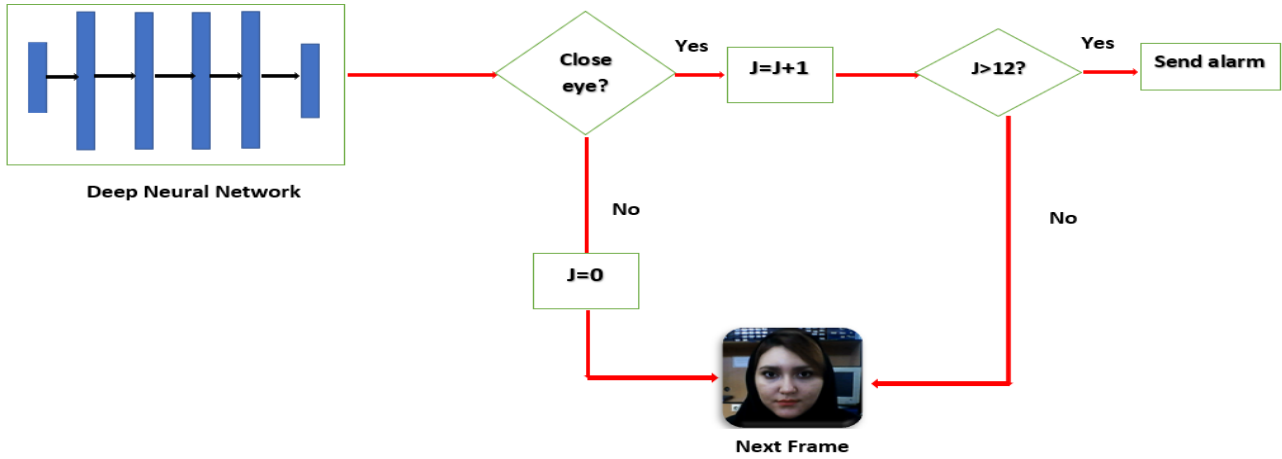 Deep Neural Network
Close
eye?
Yes
J=J+1
J>12?
Yes
Send alarm
No
J=0
No
Next Frame